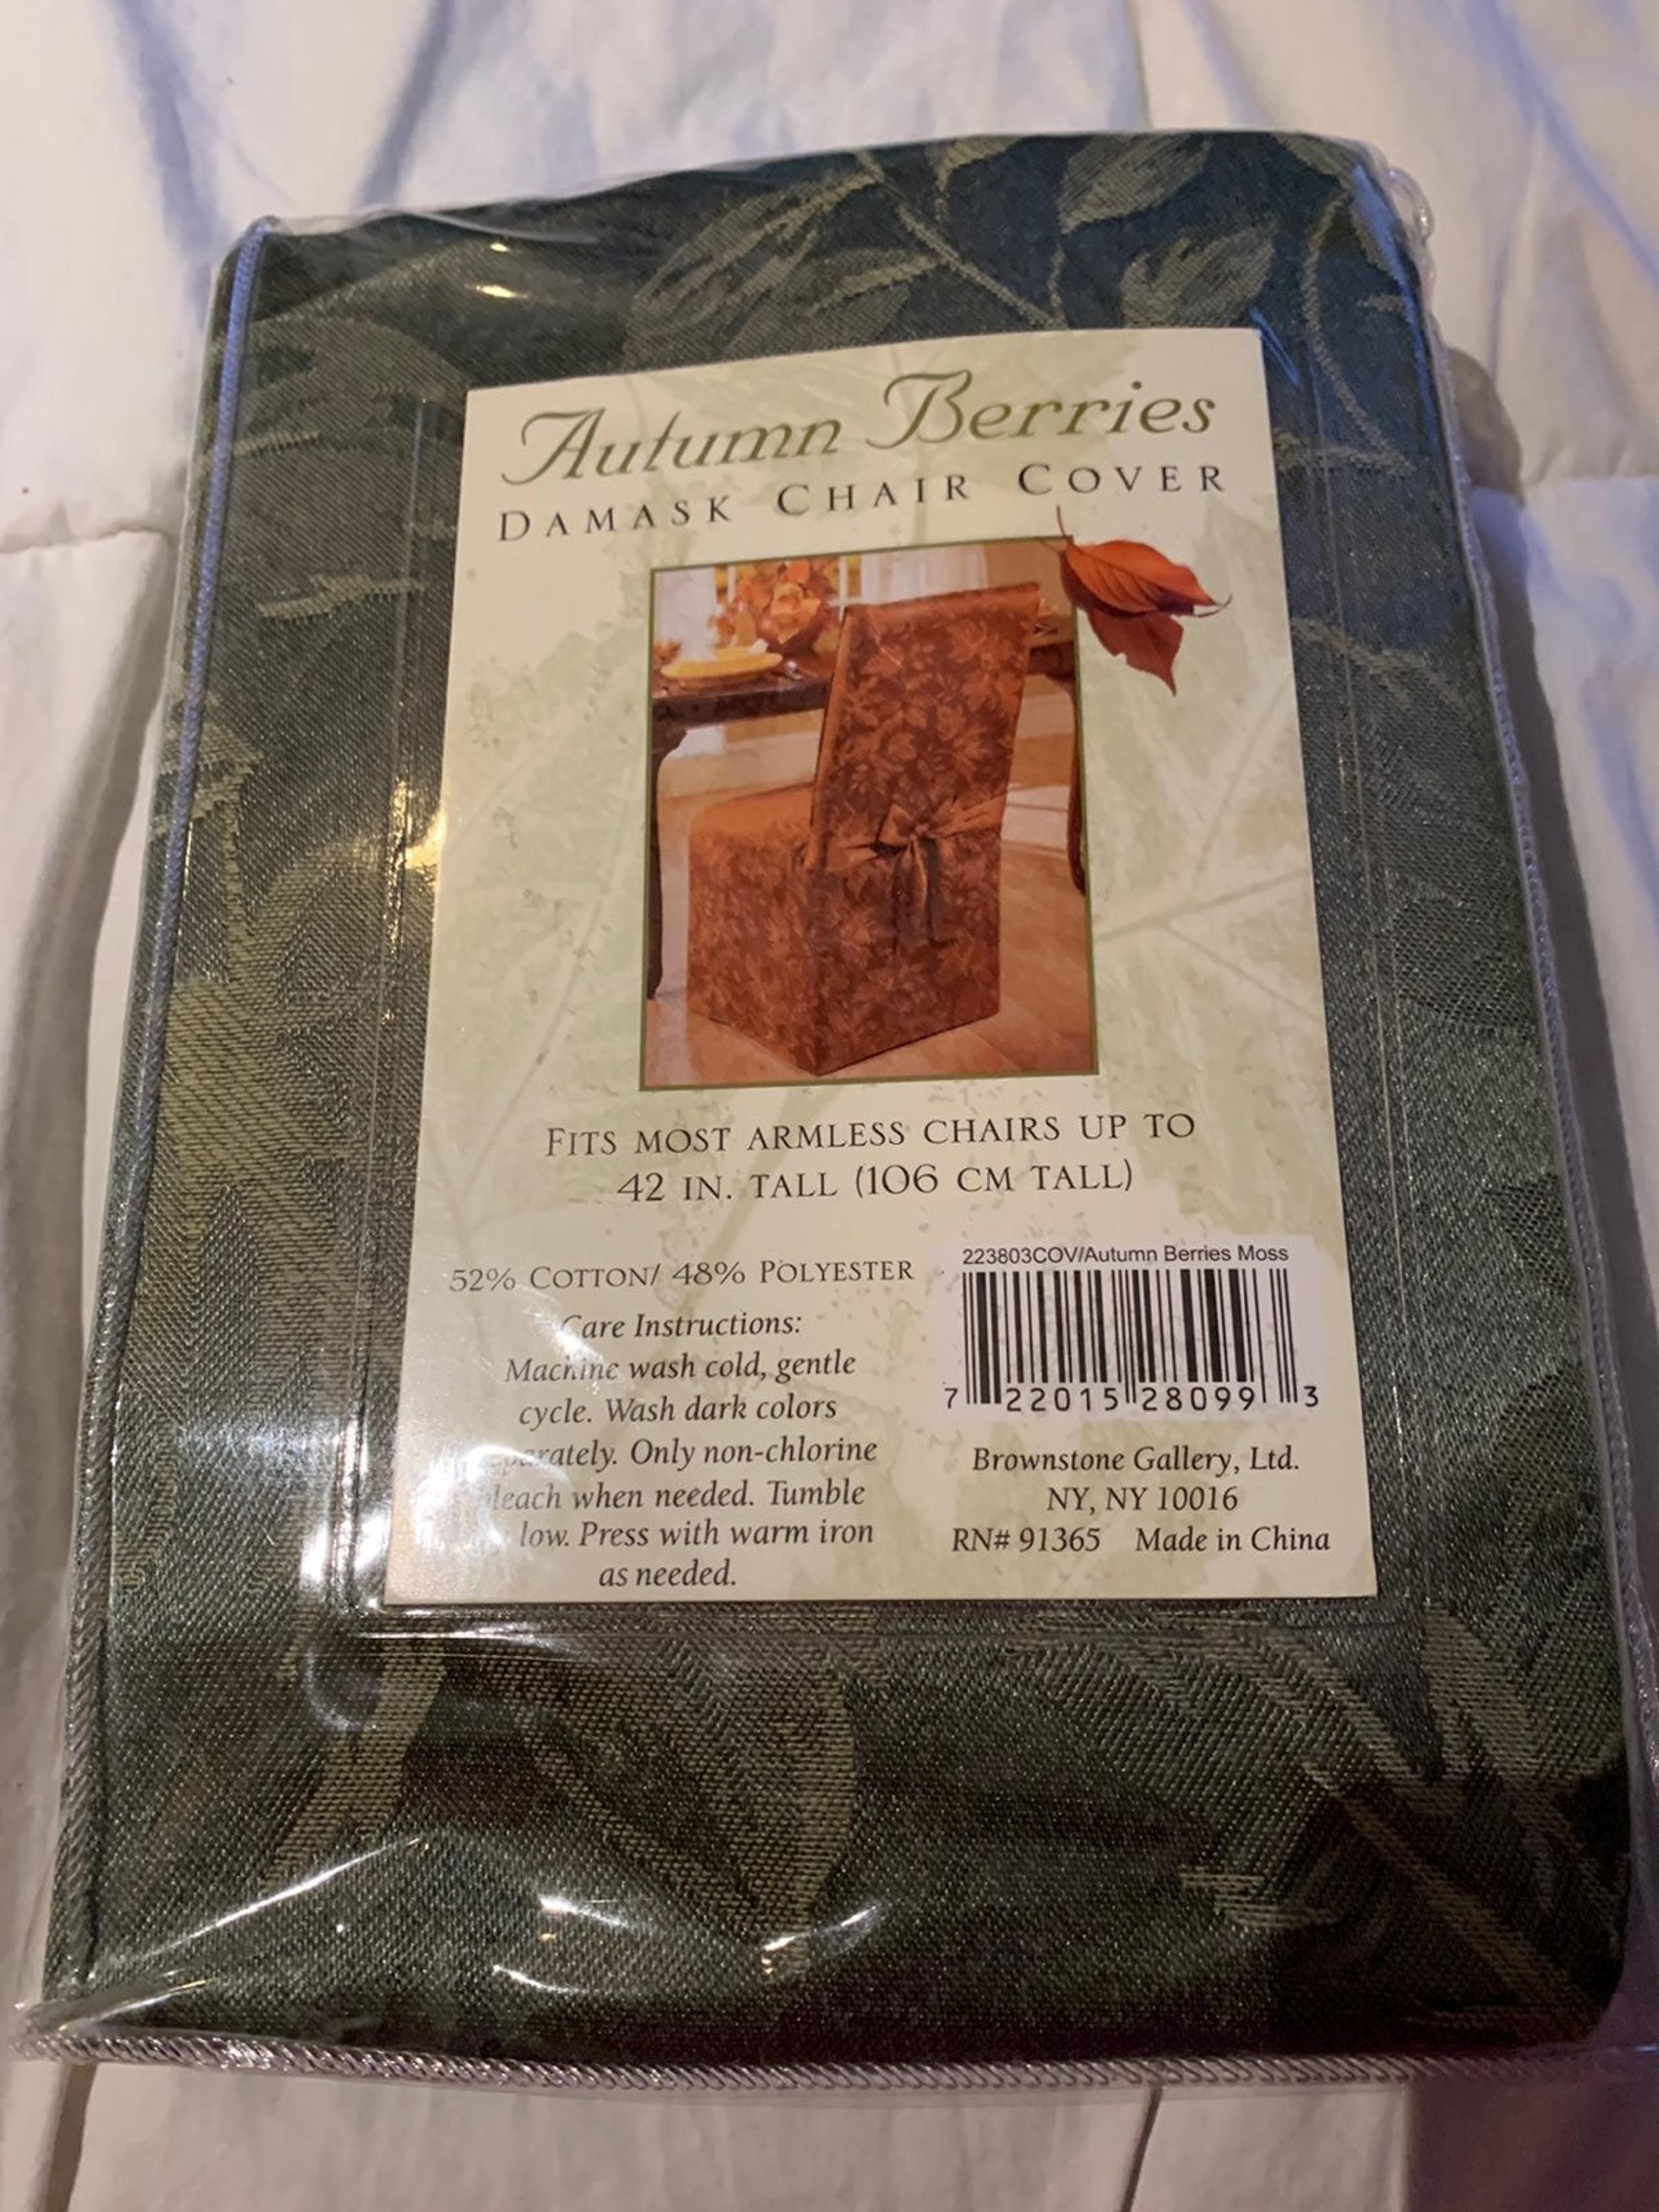 Autumn Berries
DAMASK CHAIR COVER
FITS MOST ARMLESS CHAIRS UP TO
42 IN. TALL (106 CM TALL)
52% COTTON/ 48% POLYESTER
Care Instructions:
Machine wash cold, gentle
cycle. Wash dark colors
separately. Only non-chlorine
bleach when needed. Tumble
low. Press with warm iron
as needed.
223803COV/Autumn Berries Moss
7 22015 28099 3
Brownstone Gallery, Ltd.
NY, NY 10016
RN# 91365 Made in China